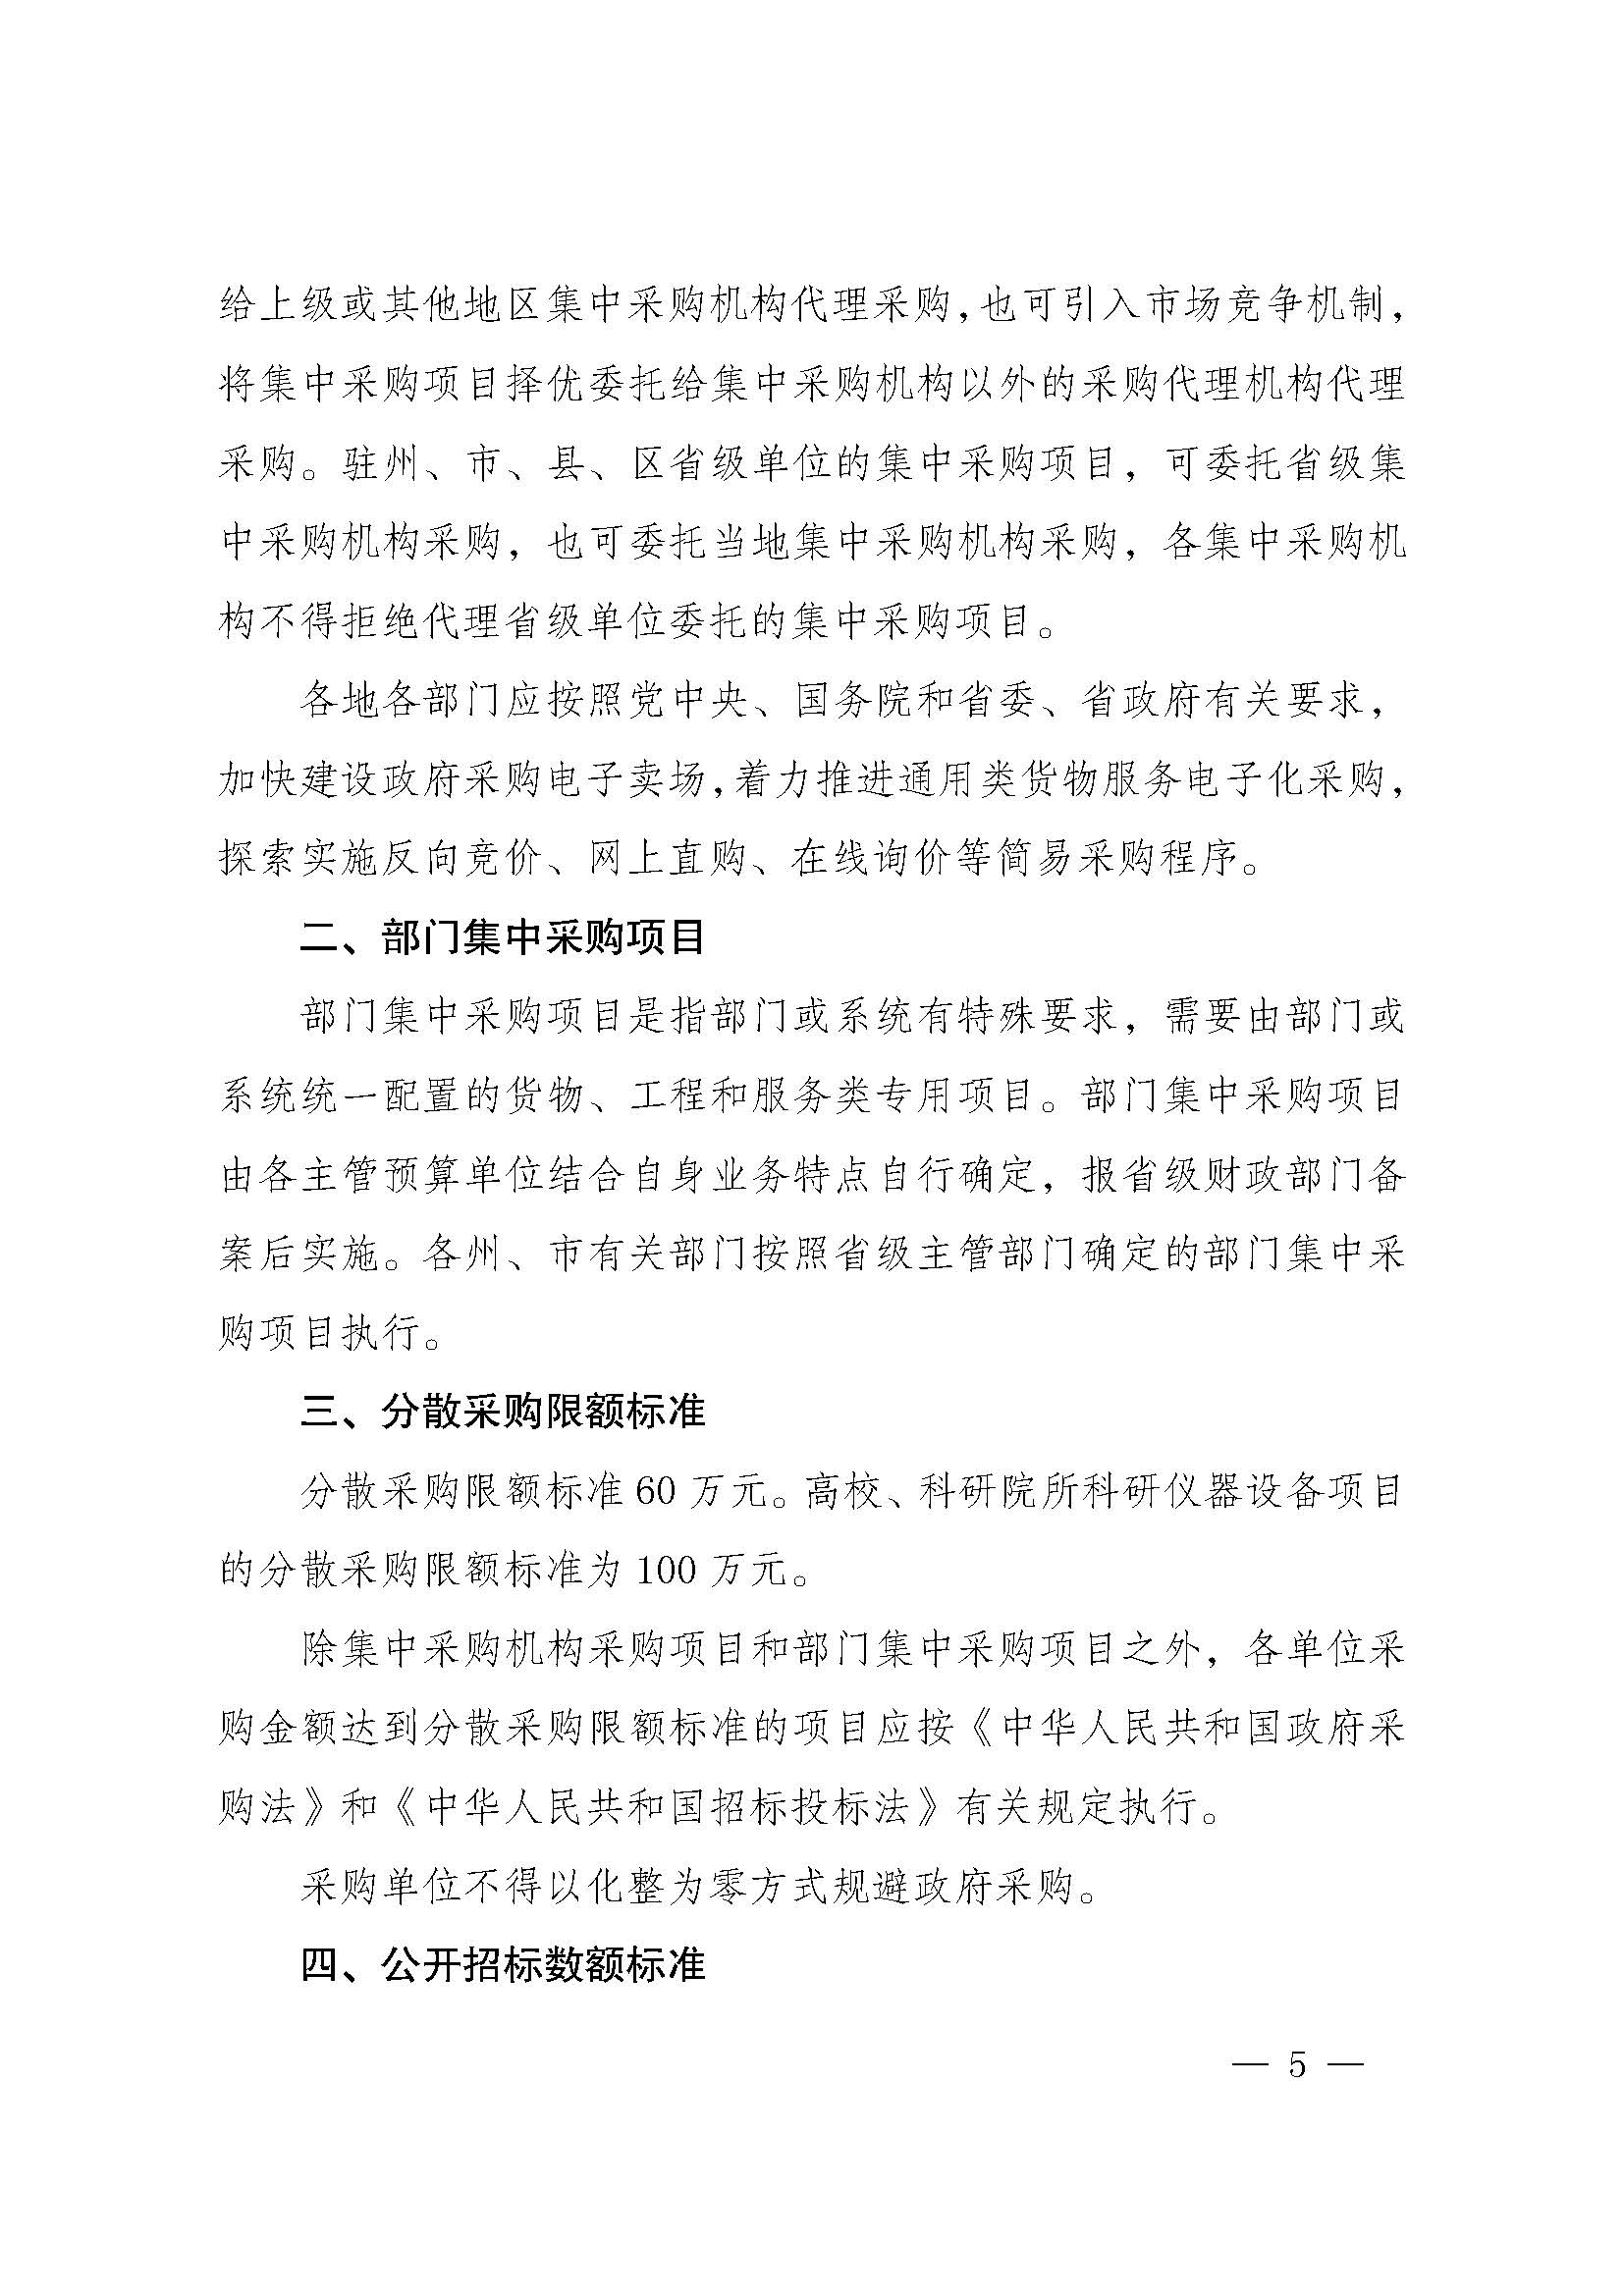 给上级或其他地区集中采购机构代理采购，也可引入市场竞争机制，
将集中采购项目择优委托给集中采购机构以外的采购代理机构代理
采购。驻州、市、县、区省级单位的集中采购项目，可委托省级集
中采购机构采购，也可委托当地集中采购机构采购，各集中采购机
构不得拒绝代理省级单位委托的集中采购项目。
各地各部门应按照党中央、国务院和省委、省政府有关要求，
加快建设政府采购电子卖场，着力推进通用类货物服务电子化采购，
探索实施反向竞价、网上直购、在线询价等简易采购程序。
二、部门集中采购项目
部门集中采购项目是指部门或系统有特殊要求，需要由部门或
系统统一配置的货物、工程和服务类专用项目。部门集中采购项目
由各主管预算单位结合自身业务特点自行确定，报省级财政部门备
案后实施。各州、市有关部门按照省级主管部门确定的部门集中采
购项目执行。
三、分散采购限额标准
分散采购限额标准 60 万元。高校、科研院所科研仪器设备项目
的分散采购限额标准为 100 万元。
除集中采购机构采购项目和部门集中采购项目之外，各单位采
购金额达到分散采购限额标准的项目应按《中华人民共和国政府采
购法》和《中华人民共和国招标投标法》有关规定执行。
采购单位不得以化整为零方式规避政府采购。
四、公开招标数额标准
— 5 —